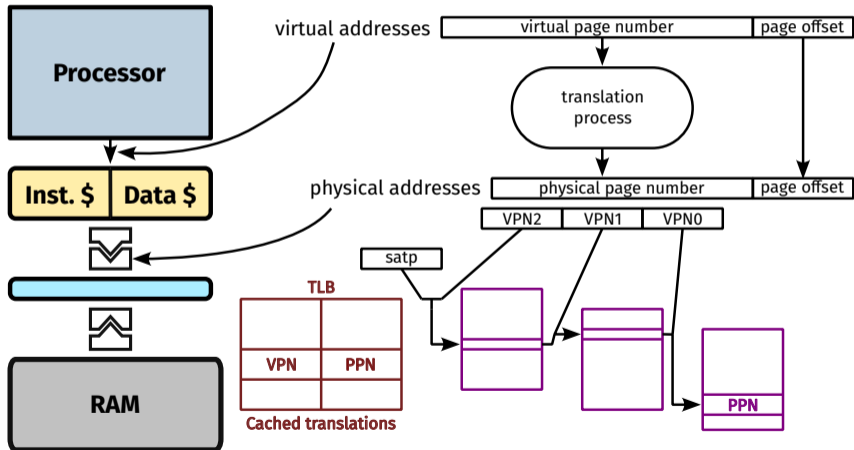 virtual addresses
virtual page number
page offset
Processor
translation
process
Inst. $
Data $
physical addresses
physical page number
page offset
VPN2
VPN1
VPN0
satp
TLB
VPN
PPN
RAM
PPN
Cached translations